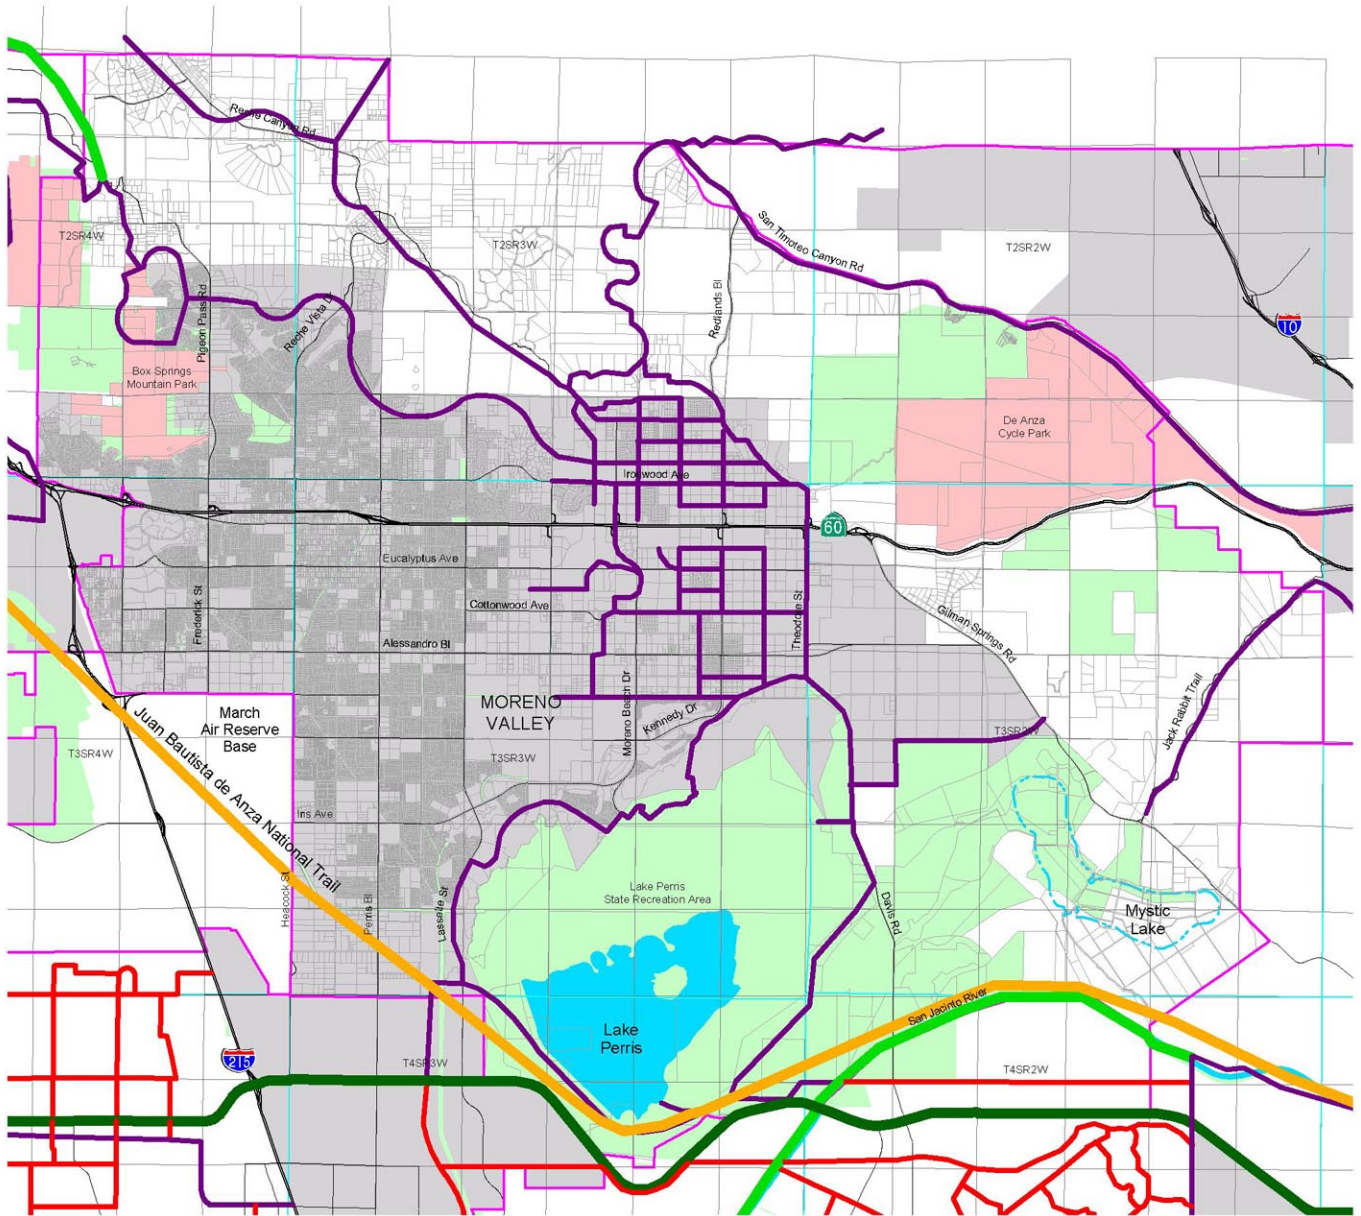 Reche Canyon Rd
T2SR4W
T2SR3W
San Timoteo Canyon Rd
T2SR2W
Pigeon Pass Rd
Reche Vista Dr
Redlands Bl
10
Box Springs
Mountain Park
De Anza
Cycle Park
Ironwood Ave
60
Eucalyptus Ave
Frederick St
Cottonwood Ave
Theodore St
Gilman Springs Rd
Alessandro Bl
March
Air Reserve
Base
MORENO
VALLEY
Moreno Beach Dr
Kennedy Dr
Jack Rabbit Trail
T3SR4W
T3SR3W
T3SR2W
Juan Bautista de Anza National Trail
Iris Ave
Heacock St
Perris Bl
Lasselle St
Lake Perris
State Recreation Area
Davis Rd
Mystic
Lake
San Jacinto River
Lake
Perris
215
T4SR3W
T4SR2W